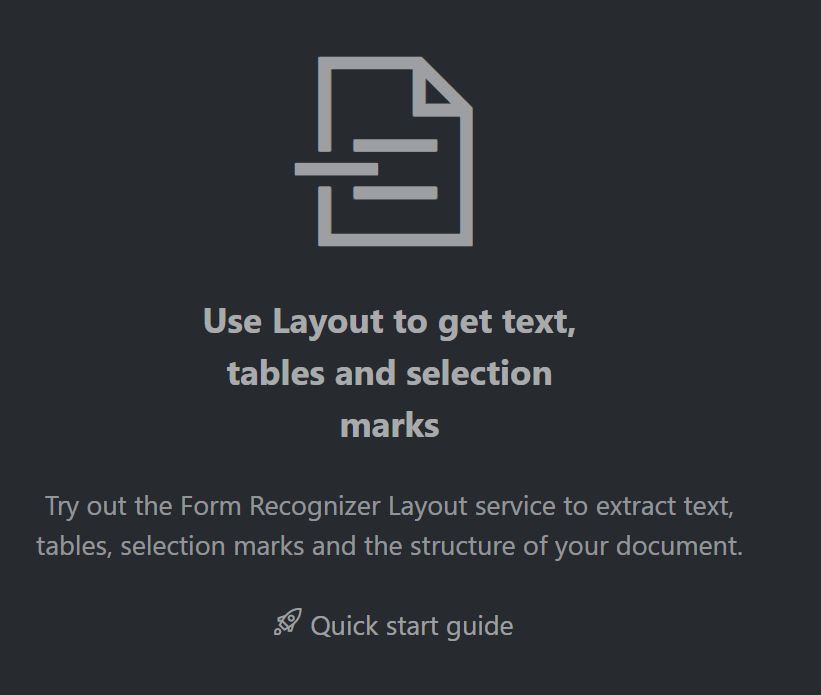 Use Layout to get text,
tables and selection
marks
Try out the Form Recognizer Layout service to extract text,
tables, selection marks and the structure of your document.
Quick start guide